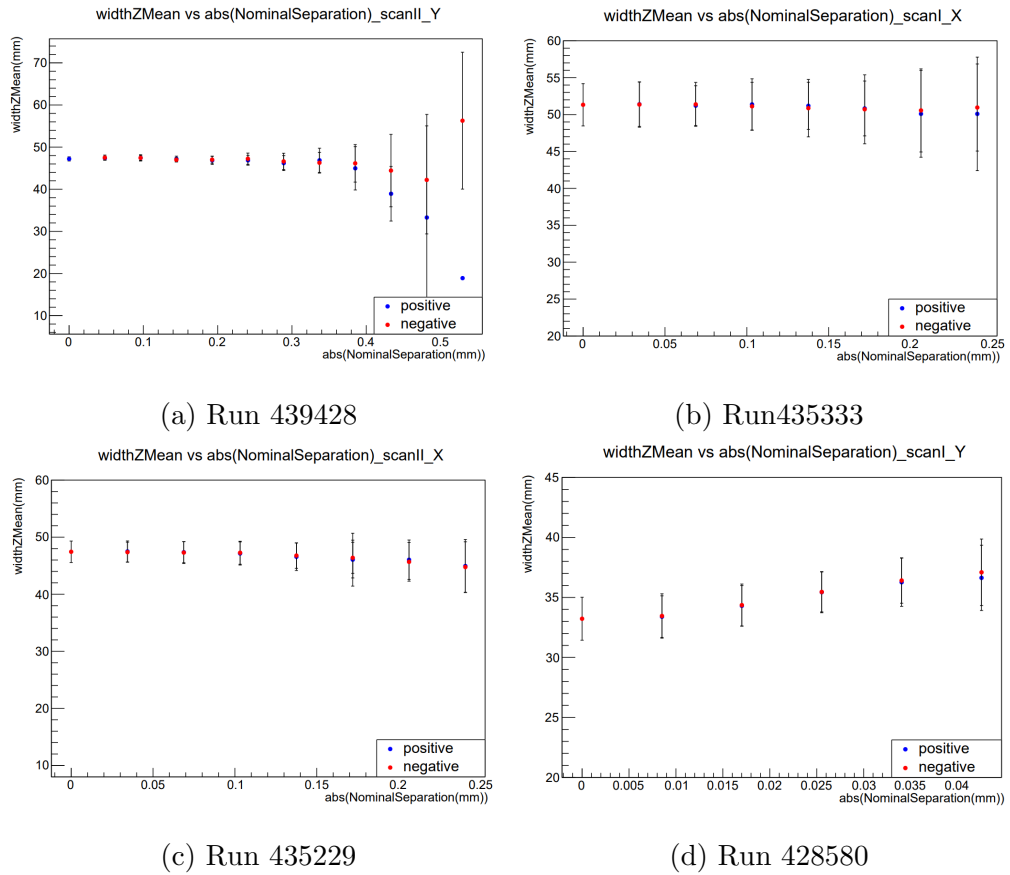 widthZMean vs abs(NominalSeparation)_scanII_Y
widthZMean(mm)
70
60
50
40
30
20
10
0
0.1
0.2
0.3
0.4
0.5
abs(NominalSeparation(mm))
positive
negative
(a) Run 439428
widthZMean vs abs(NominalSeparation)_scanI_X
widthZMean(mm)
60
55
50
45
40
35
30
25
20
0
0.05
0.1
0.15
0.2
0.25
abs(NominalSeparation(mm))
positive
negative
(b) Run435333
widthZMean vs abs(NominalSeparation)_scanII_X
widthZMean(mm)
60
50
40
30
20
10
0
0.05
0.1
0.15
0.2
0.25
abs(NominalSeparation(mm))
positive
negative
(c) Run 435229
widthZMean vs abs(NominalSeparation)_scanI_Y
widthZMean(mm)
45
40
35
30
25
20
0
0.005
0.01
0.015
0.02
0.025
0.03
0.035
0.04
abs(NominalSeparation(mm))
positive
negative
(d) Run 428580